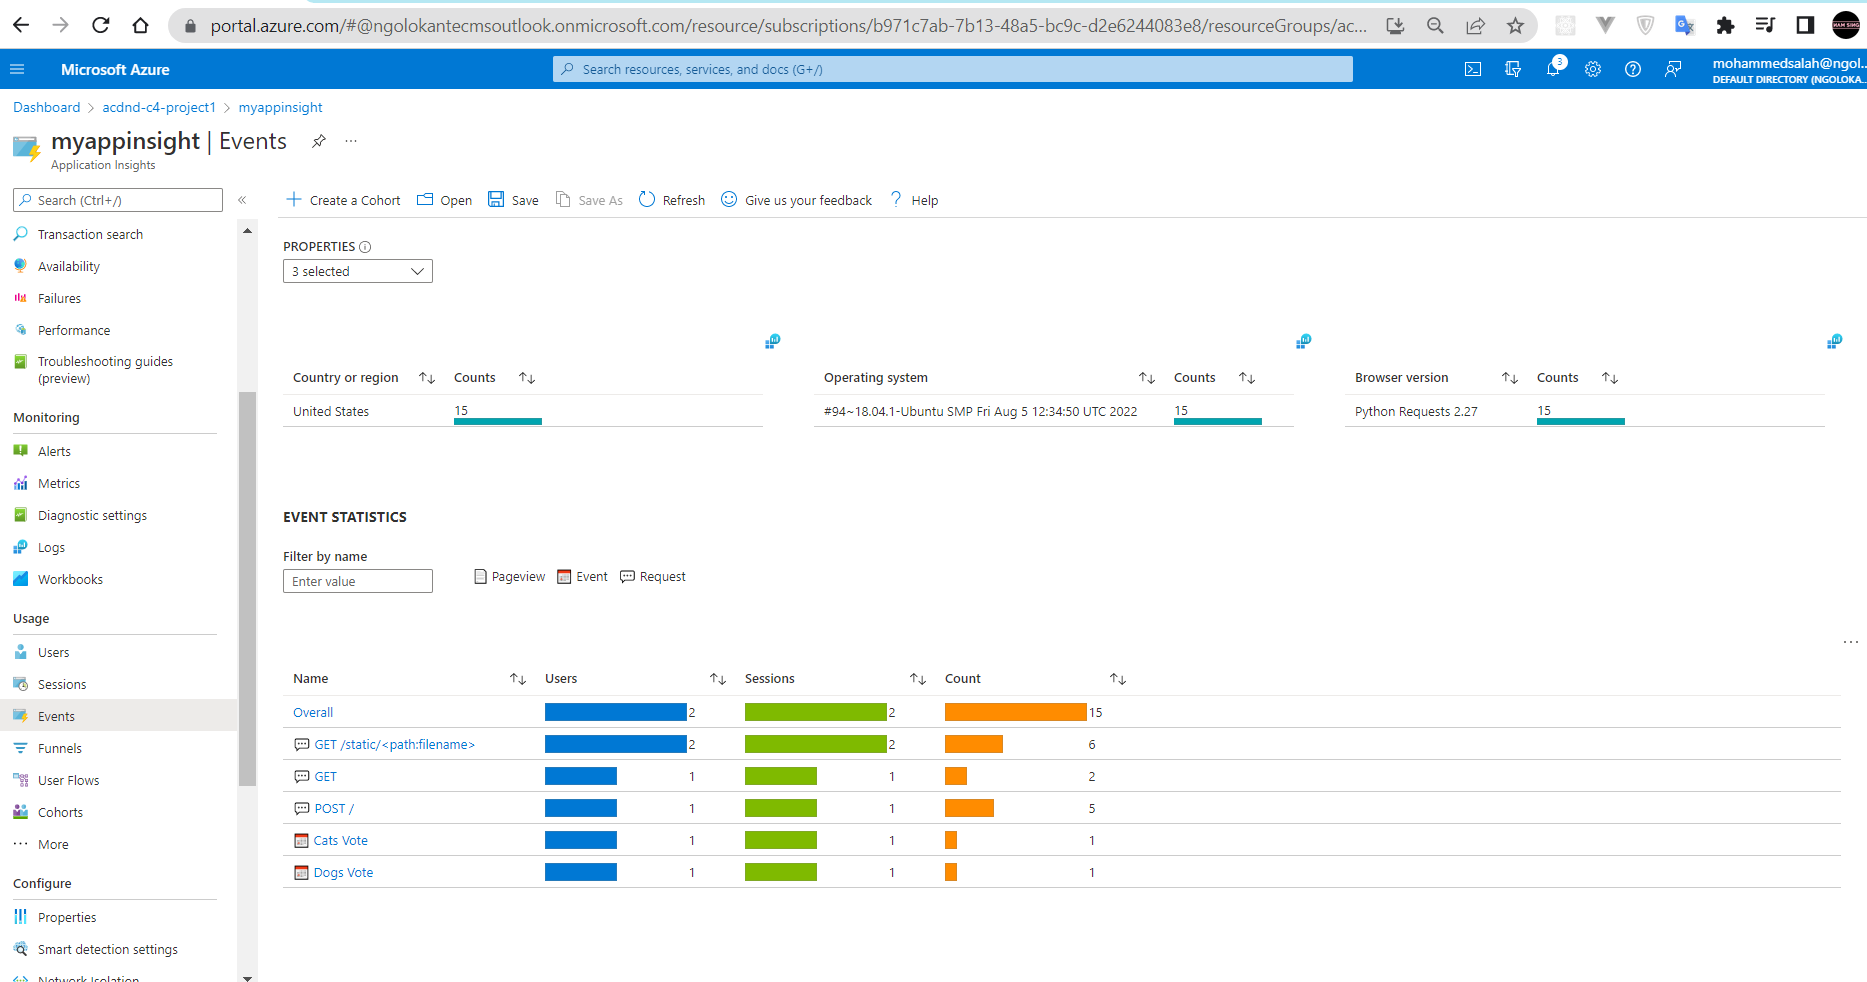 portal.azure.com/#@ngolokantecmsoutlook.onmicrosoft.com/resource/subscriptions/b971c7ab-7b13-48a5-bc9c-d2e6244083e8/resourceGroups/ac...
Microsoft Azure
Search resources, services, and docs (G+/)
3
mohammedsalah@ngol...
DEFAULT DIRECTORY (NGOLOKA...
Dashboard > acdnd-c4-project1 > myappinsight
myappinsight | Events
Application Insights
Search (Ctrl+/)
Create a Cohort Open Save Save As Refresh Give us your feedback ? Help
Transaction search
Availability
Failures
Performance
Troubleshooting guides
(preview)
Monitoring
Alerts
Metrics
Diagnostic settings
Logs
Workbooks
Usage
Users
Sessions
Events
Funnels
User Flows
Cohorts
More
Configure
Properties
Smart detection settings
Network Isolation
PROPERTIES
3 selected
Country or region Counts
United States 15
Operating system Counts
#94~18.04.1-Ubuntu SMP Fri Aug 5 12:34:50 UTC 2022 15
Browser version Counts
Python Requests 2.27 15
EVENT STATISTICS
Filter by name
Enter value
Pageview Event Request
Name Users Sessions Count
Overall 2 2 15
GET /static/<path:filename> 2 2 6
GET 1 1 2
POST / 1 1 5
Cats Vote 1 1 1
Dogs Vote 1 1 1